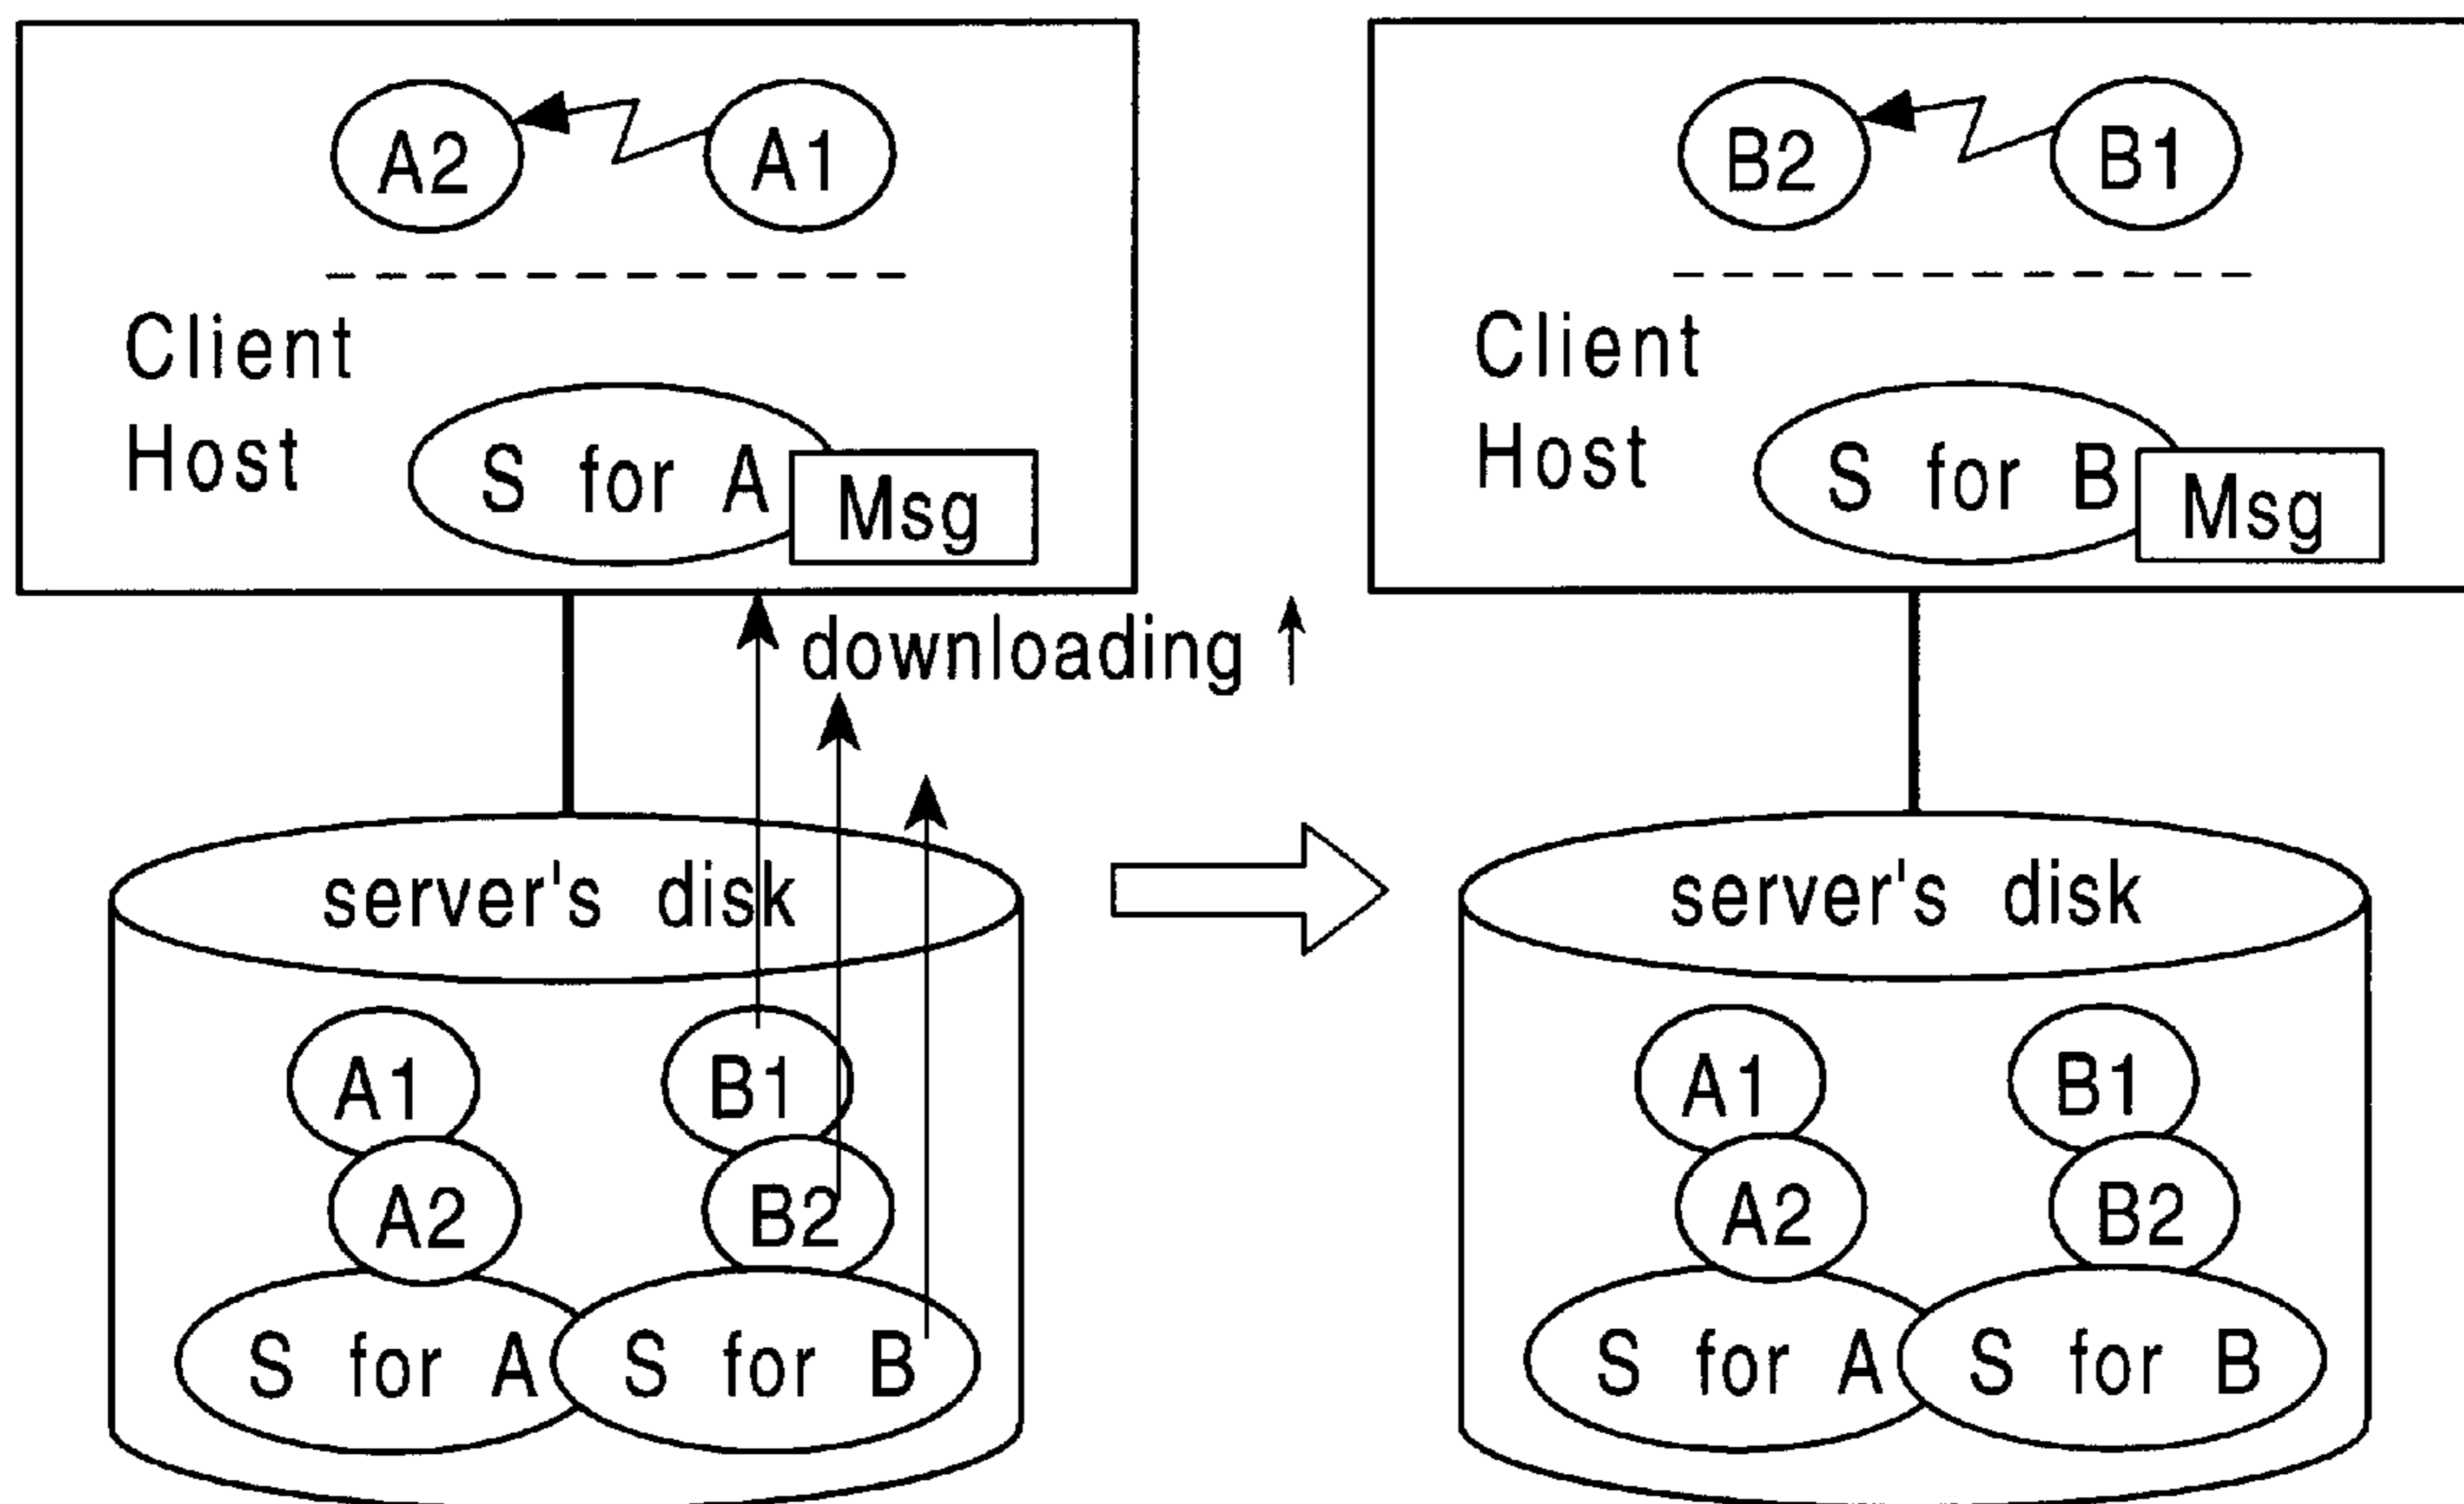 A2 A1
Client
Host
S for A
Msg
downloading
server's disk
A1 B1
A2 B2
S for A S for B
B2 B1
Client
Host
S for B
Msg
server's disk
A1 B1
A2 B2
S for A S for B